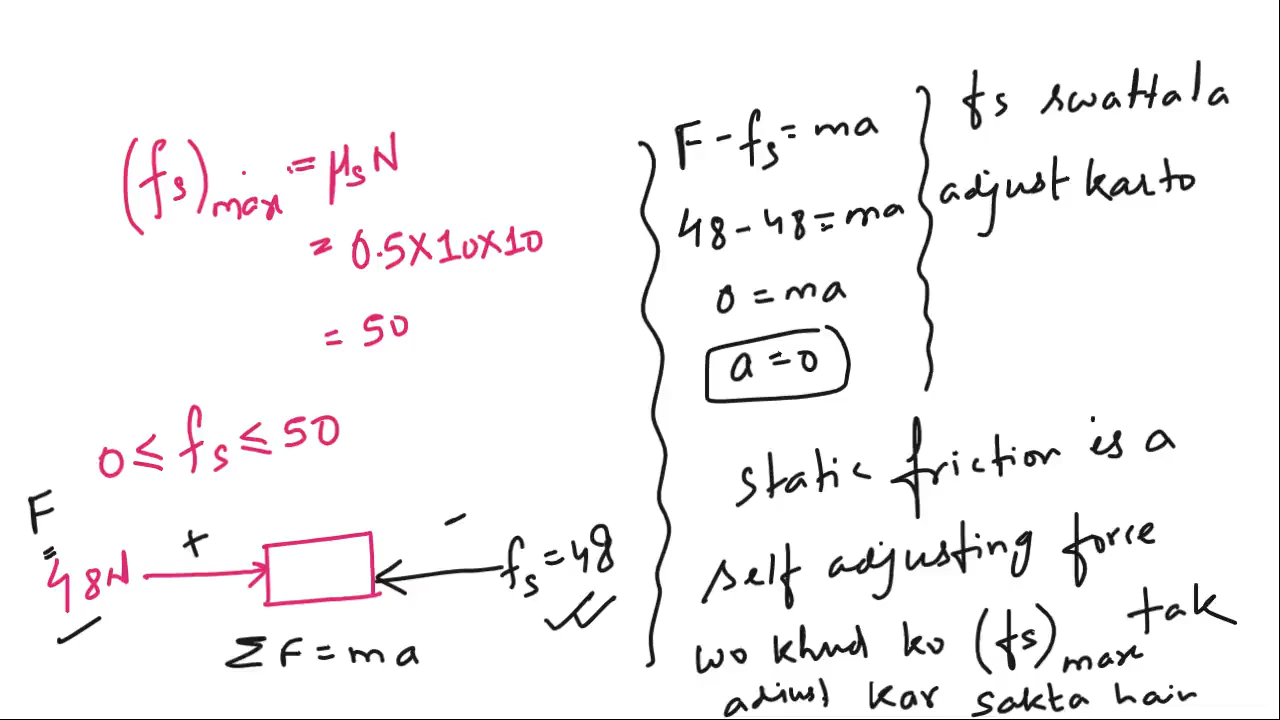 (fs)max = μsN
= 0.5×10×10
= 50
0 ≤ fs ≤ 50
F
=
48N
+
-
fs = 48
ΣF = ma
F - fs = ma
48 - 48 = ma
0 = ma
a = 0
fs swattala
adjust karto
static friction is a
self adjusting force
wo khud ko (fs)max tak
adjust kar sakta hain